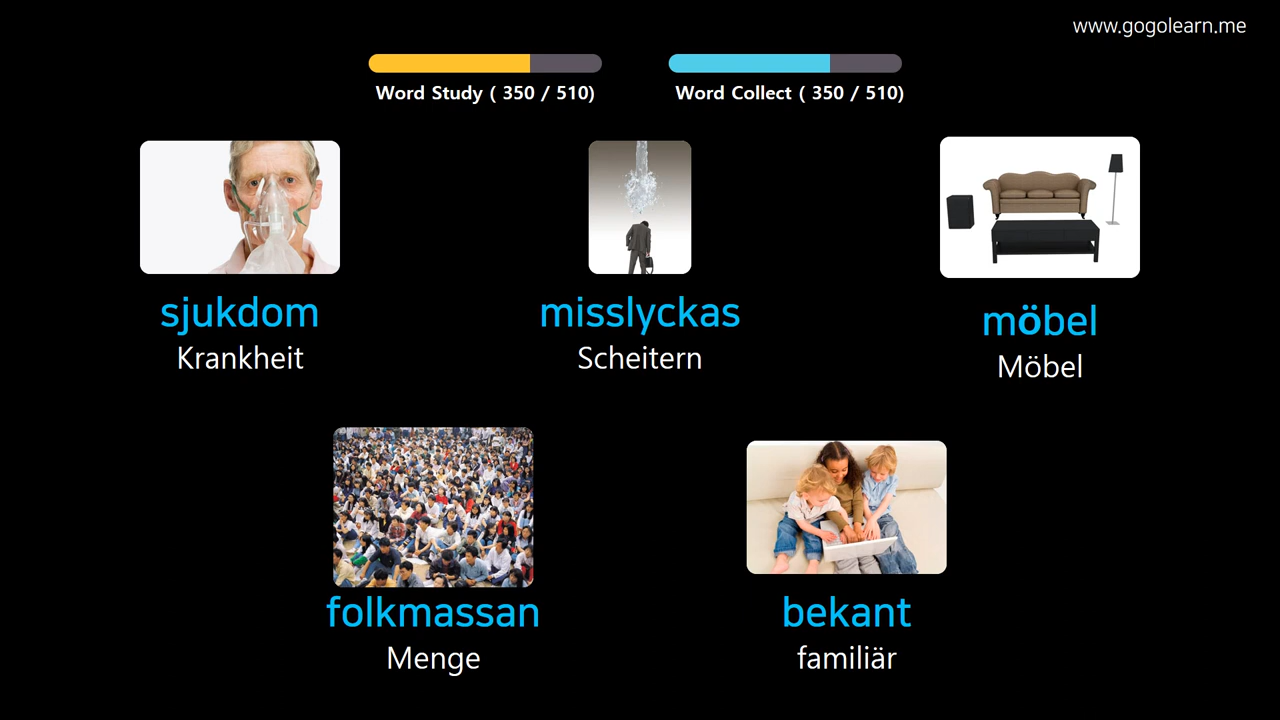 www.gogolearn.me
Word Study ( 350 / 510)
Word Collect ( 350 / 510)
sjukdom
Krankheit
misslyckas
Scheitern
möbel
Möbel
folkmassan
Menge
bekant
familiär